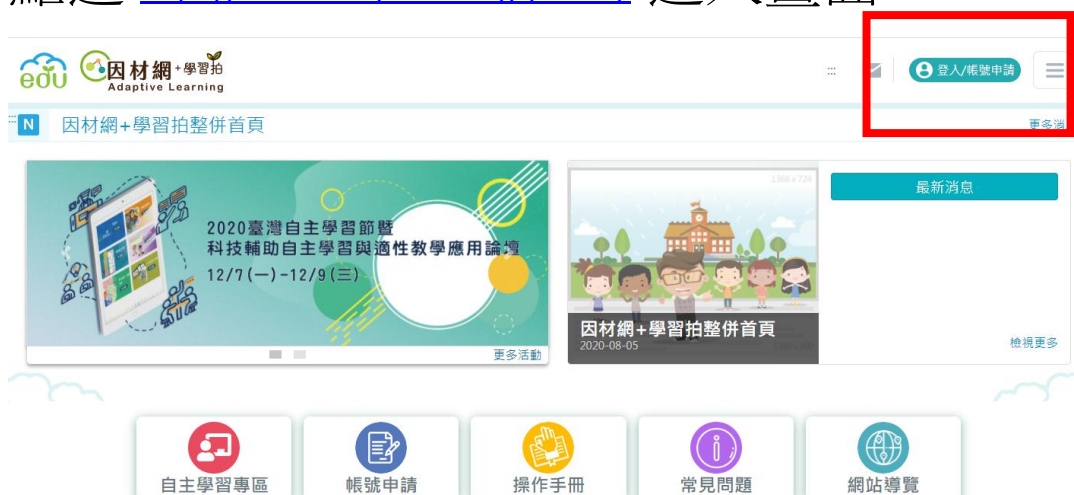 edu 因材網+學習拍
Adaptive Learning
登入/帳號申請
N 因材網+學習拍整併首頁
更多消
2020臺灣自主學習節暨
科技輔助自主學習與適性教學應用論壇
12/7(一)-12/9(三)
更多活動
1366 x 724
因材網+學習拍整併首頁
2020-08-05
最新消息
檢視更多
自主學習專區
帳號申請
操作手冊
常見問題
網站導覽